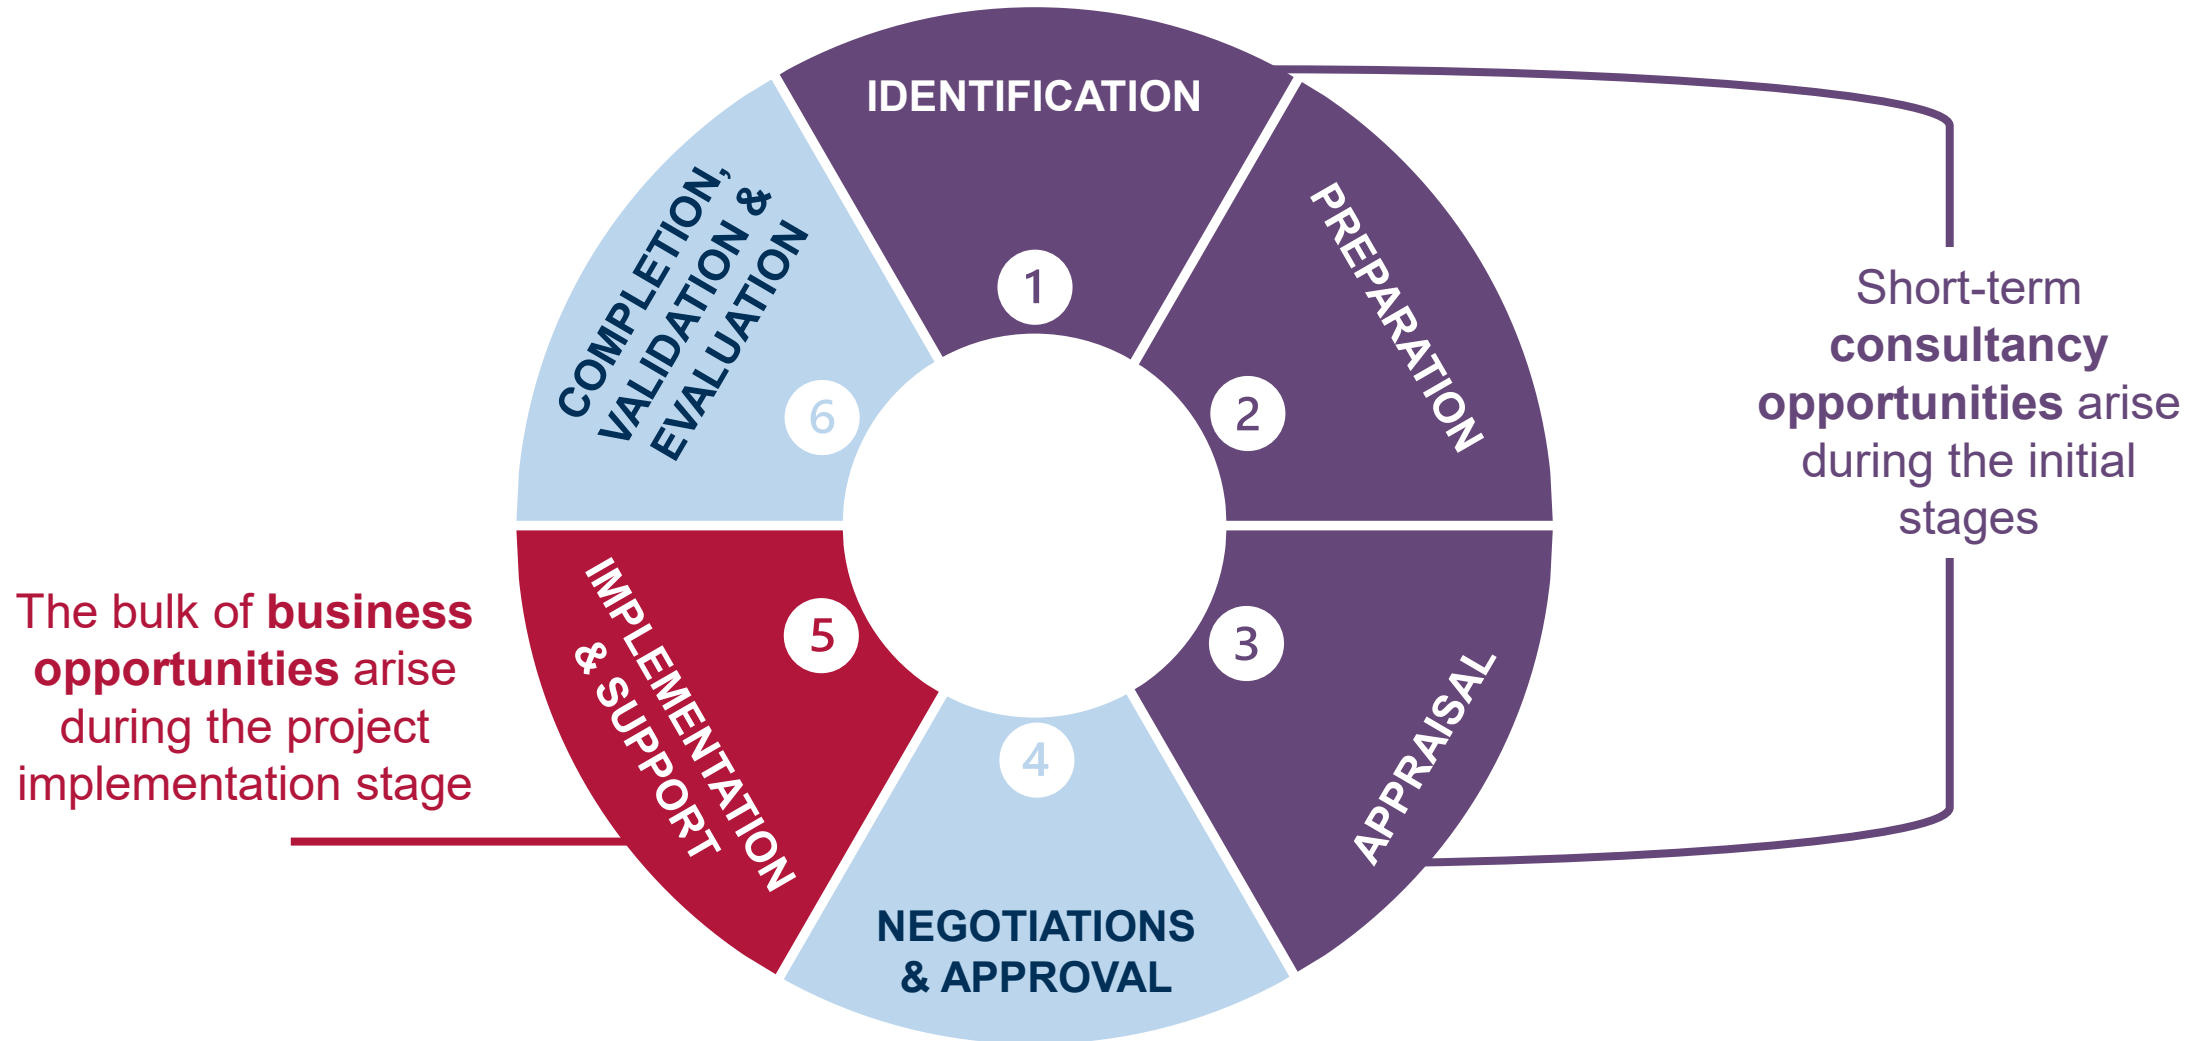 IDENTIFICATION
1
PREPARATION
2
3
APPRAISAL
4
NEGOTIATIONS
& APPROVAL
5
IMPLEMENTATION
& SUPPORT
6
COMPLETION,
VALIDATION &
EVALUATION
Short-term
consultancy
opportunities arise
during the initial
stages
The bulk of business
opportunities arise
during the project
implementation stage